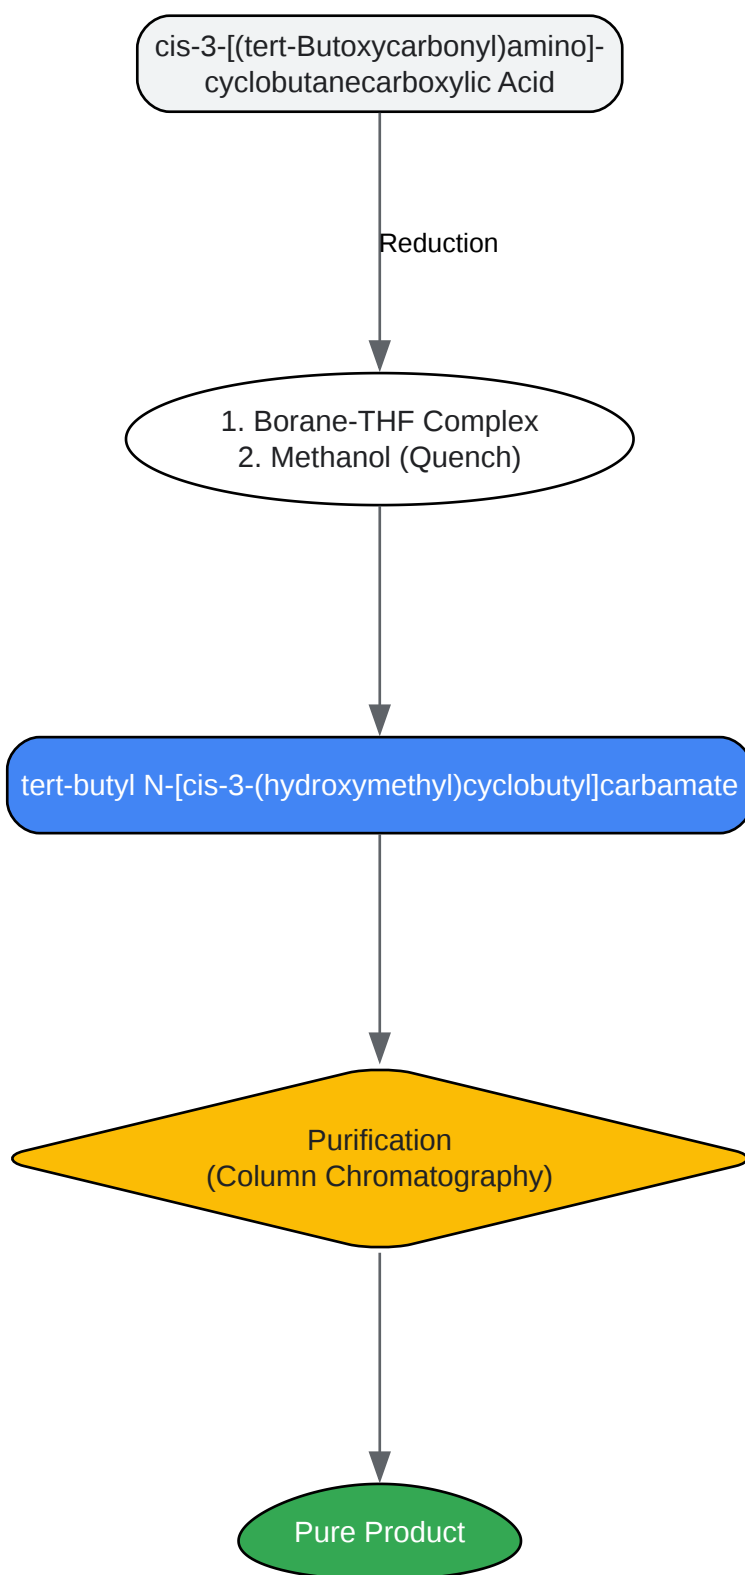 cis-3-[(tert-Butoxycarbonyl)amino]-
cyclobutanecarboxylic Acid
Reduction
1. Borane-THF Complex
2. Methanol (Quench)
tert-butyl N-[cis-3-(hydroxymethyl)cyclobutyl]carbamate
Purification
(Column Chromatography)
Pure Product